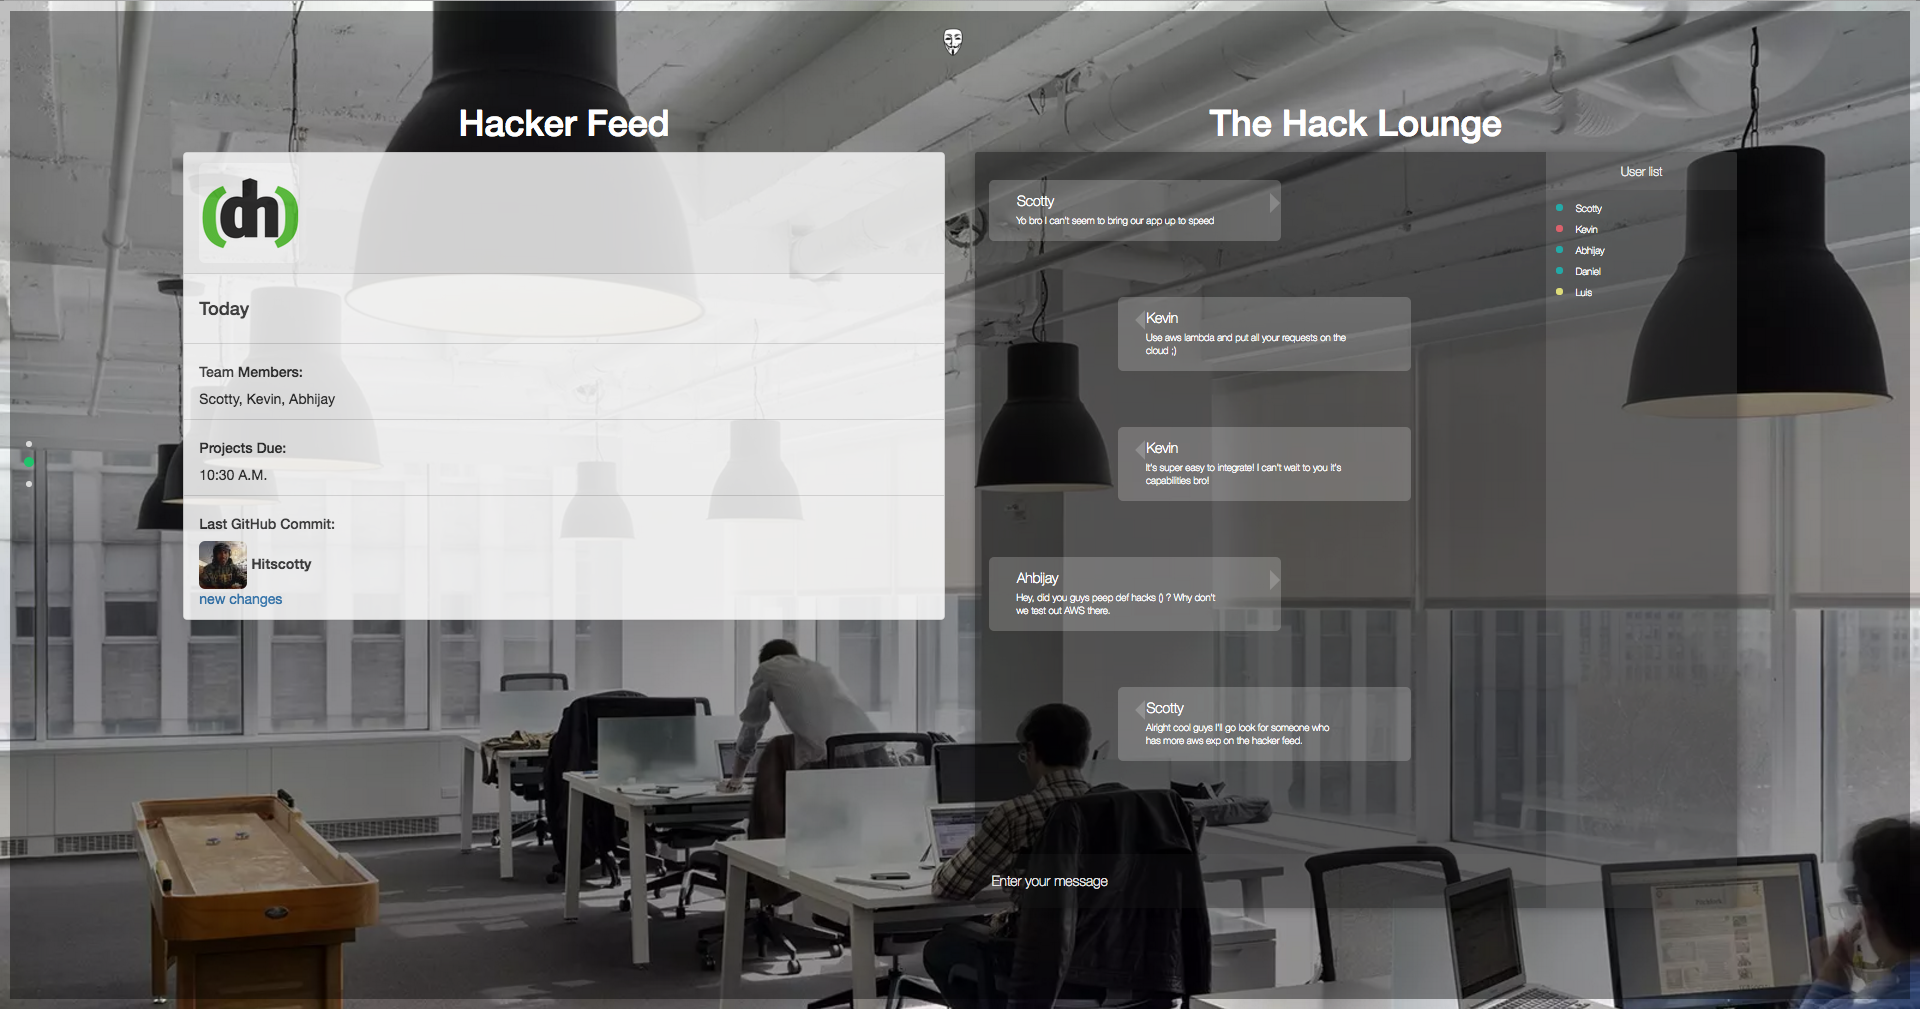 Hacker Feed
(dh)
Today
Team Members:
Scotty, Kevin, Abhijay
Projects Due:
10:30 A.M.
Last GitHub Commit:
Hitscotty
new changes
The Hack Lounge
Scotty
Yo bro I can't seem to bring our app up to speed
Kevin
Use aws lambda and put all your requests on the
cloud ;)
Kevin
It's super easy to integrate! I can't wait to you it's
capabilities bro!
Ahbijay
Hey, did you guys peep def hacks () ? Why don't
we test out AWS there.
Scotty
Alright cool guys I'll go look for someone who
has more aws exp on the hacker feed.
Enter your message
User list
Scotty
Kevin
Abhijay
Daniel
Luis